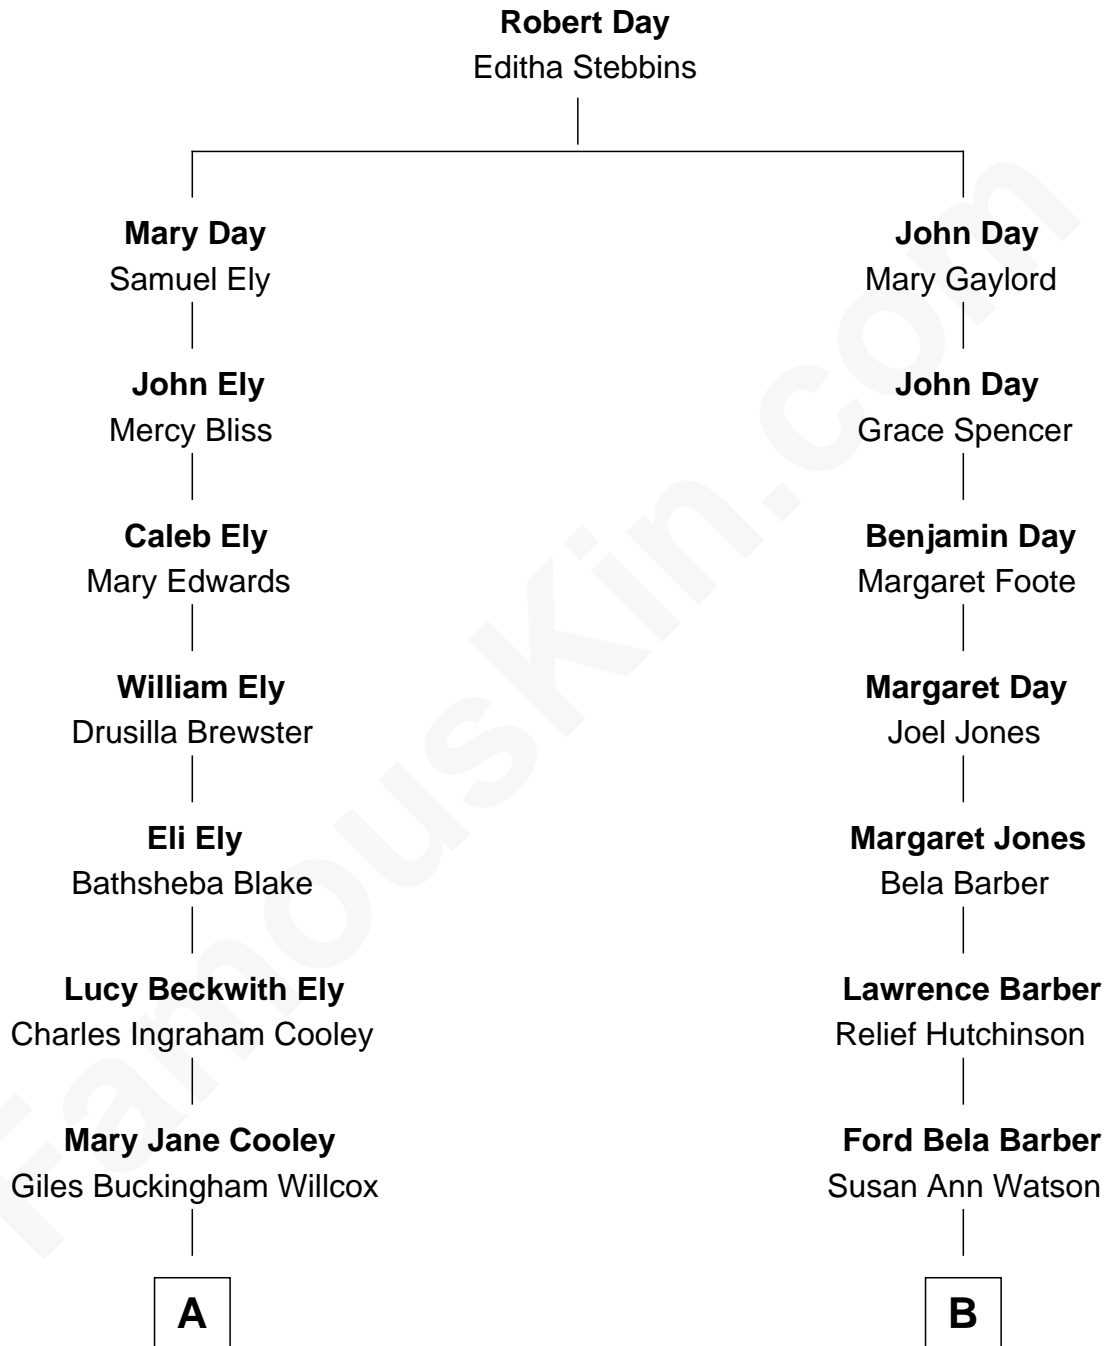 Robert Day
Editha Stebbins
Mary Day
Samuel Ely
John Day
Mary Gaylord
John Ely
Mercy Bliss
John Day
Grace Spencer
Caleb Ely
Mary Edwards
Benjamin Day
Margaret Foote
William Ely
Drusilla Brewster
Margaret Day
Joel Jones
Eli Ely
Bathsheba Blake
Margaret Jones
Bela Barber
Lucy Beckwith Ely
Charles Ingraham Cooley
Lawrence Barber
Relief Hutchinson
Mary Jane Cooley
Giles Buckingham Willcox
Ford Bela Barber
Susan Ann Watson
A
B
FamousKin.com